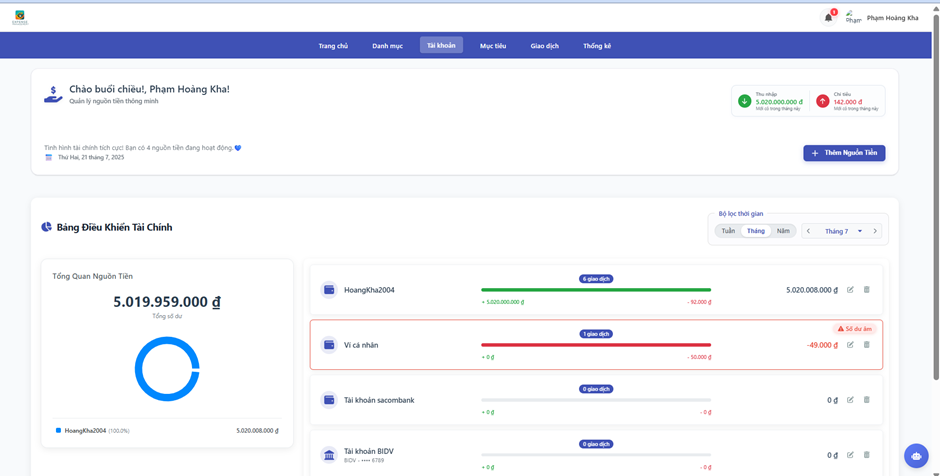 1
Phạm Hoàng Kha
Trang chủ
Danh mục
Tài khoản
Mục tiêu
Giao dịch
Thống kê
Chào buổi chiều!, Phạm Hoàng Kha!
Quản lý nguồn tiền thông minh
Thu nhập
5.020.000.000 đ
Mới có trong tháng này
Chi tiêu
142.000 đ
Mới có trong tháng này
Tình hình tài chính tích cực! Bạn có 4 nguồn tiền đang hoạt động.
Thứ Hai, 21 tháng 7, 2025
+ Thêm Nguồn Tiền
Bảng Điều Khiển Tài Chính
Bộ lọc thời gian
Tuần
Tháng
Năm
Tháng 7
Tổng Quan Nguồn Tiền
5.019.959.000 ₫
Tổng số dư
HoangKha2004 (100.0%)
5.020.008.000 ₫
6 giao dịch
HoangKha2004
+ 5.020.000.000 ₫
- 92.000 ₫
5.020.008.000 ₫
Số dư âm
1 giao dịch
Ví cá nhân
+ 0 ₫
- 50.000 ₫
-49.000 ₫
0 giao dịch
Tài khoản sacombank
+ 0 ₫
- 0 ₫
0 ₫
0 giao dịch
Tài khoản BIDV
BIDV - •••• 6789
+ 0 ₫
- 0 ₫
0 ₫